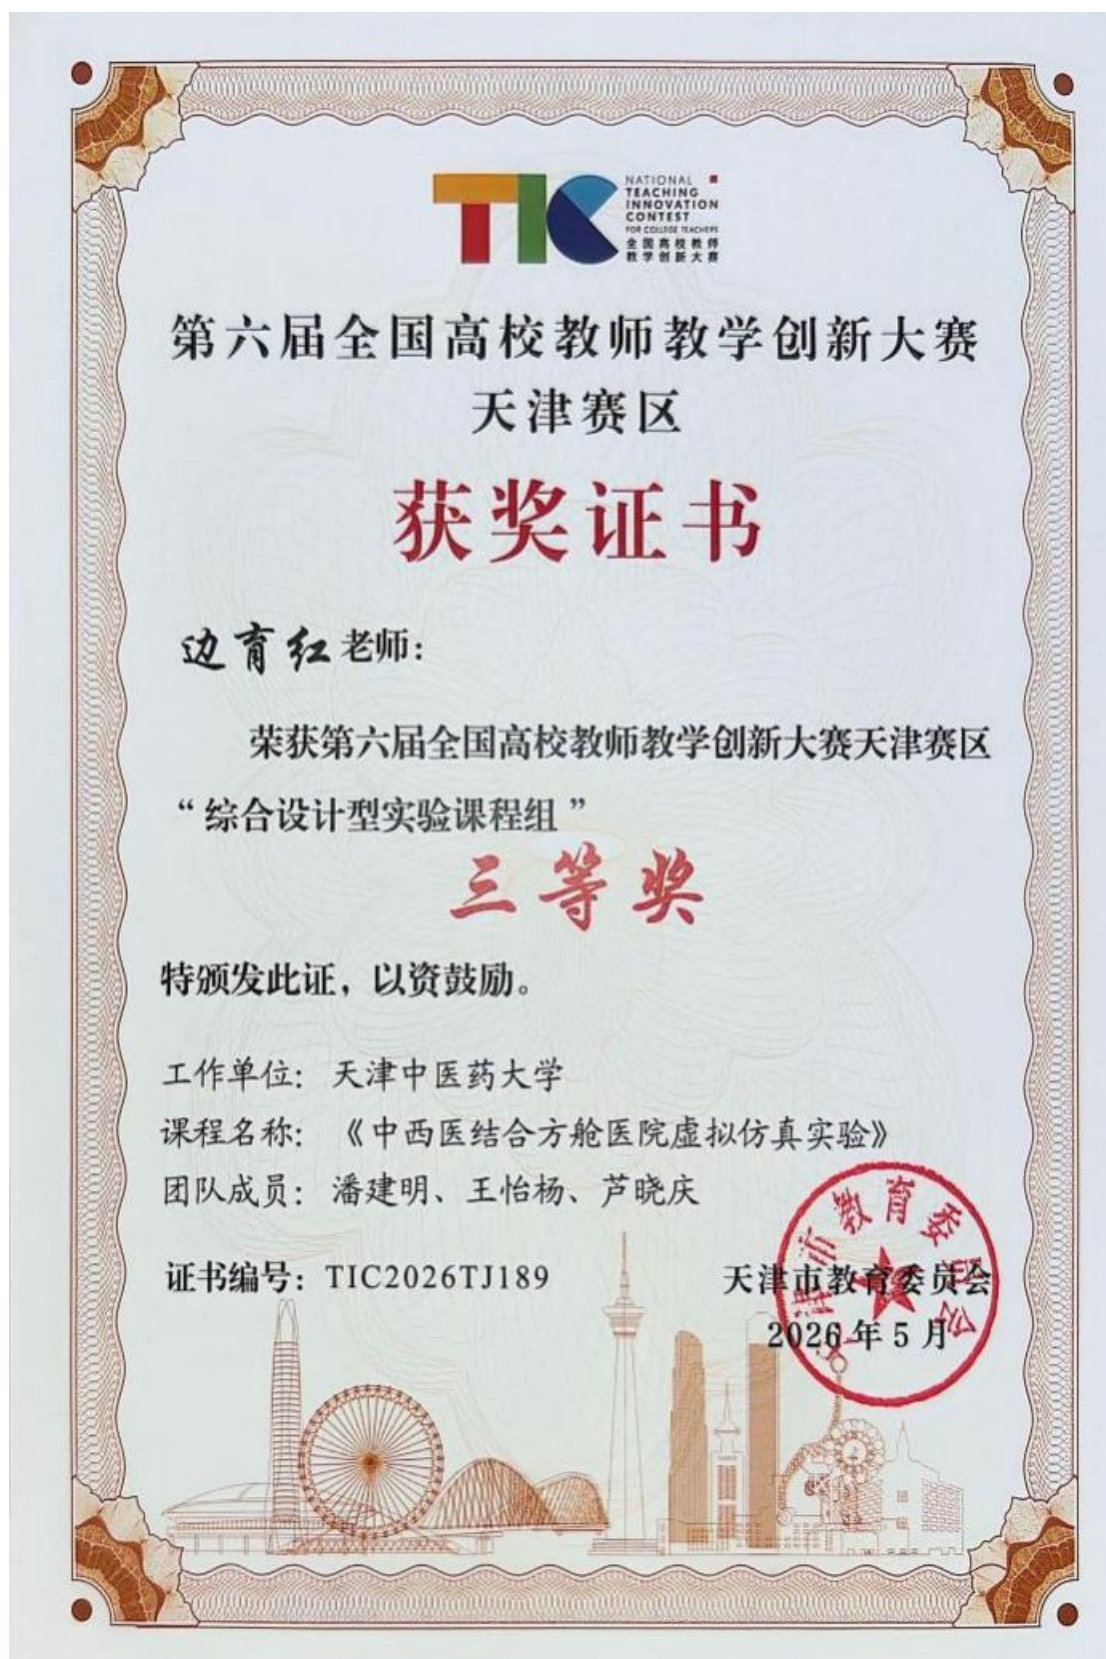 TIC
NATIONAL
TEACHING
INNOVATION
CONTEST
FOR COLLEGE TEACHERS
全国高校教师
教学创新大赛
第六届全国高校教师教学创新大赛
天津赛区
获奖证书
边育红老师：
荣获第六届全国高校教师教学创新大赛天津赛区
“综合设计型实验课程组”
三等奖
特颁发此证，以资鼓励。
工作单位：天津中医药大学
课程名称：《中西医结合方舱医院虚拟仿真实验》
团队成员：潘建明、王怡杨、芦晓庆
证书编号：TIC2026TJ189
天津市教育委员会
2026年5月
天津市教育委员会